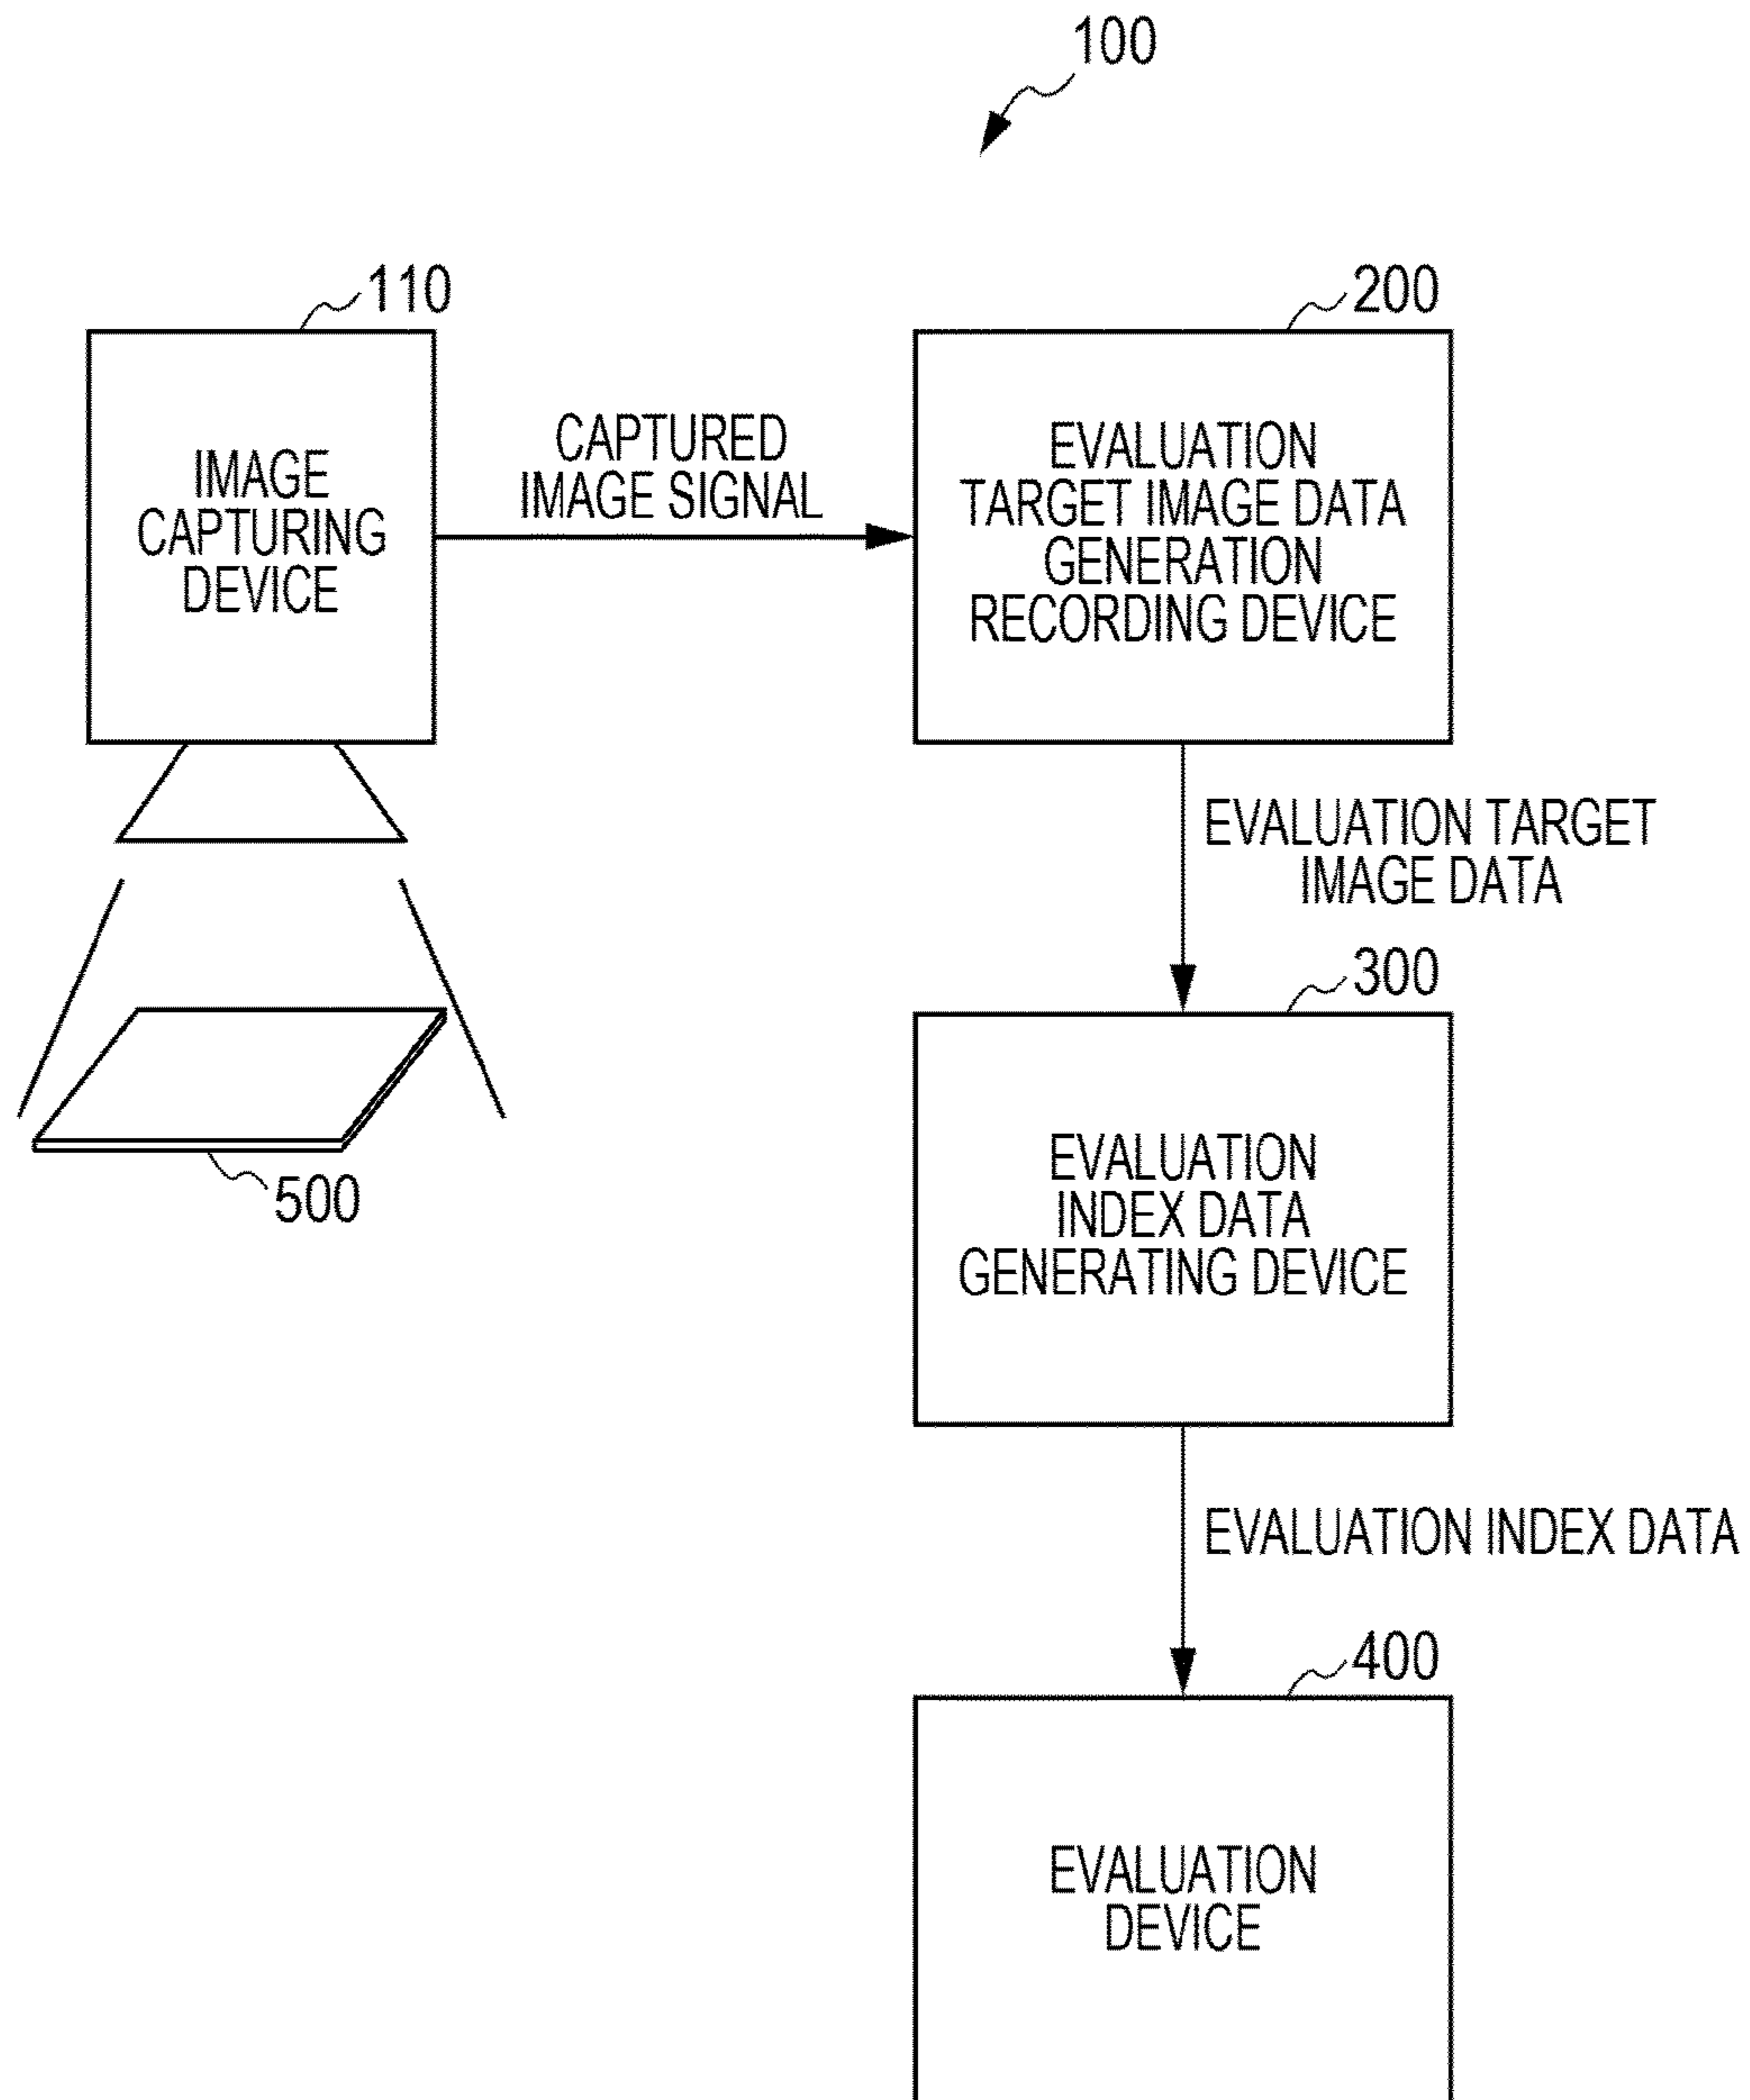 100
110
IMAGE
CAPTURING
DEVICE
CAPTURED
IMAGE SIGNAL
200
EVALUATION
TARGET IMAGE DATA
GENERATION
RECORDING DEVICE
EVALUATION TARGET
IMAGE DATA
500
300
EVALUATION
INDEX DATA
GENERATING DEVICE
EVALUATION INDEX DATA
400
EVALUATION
DEVICE